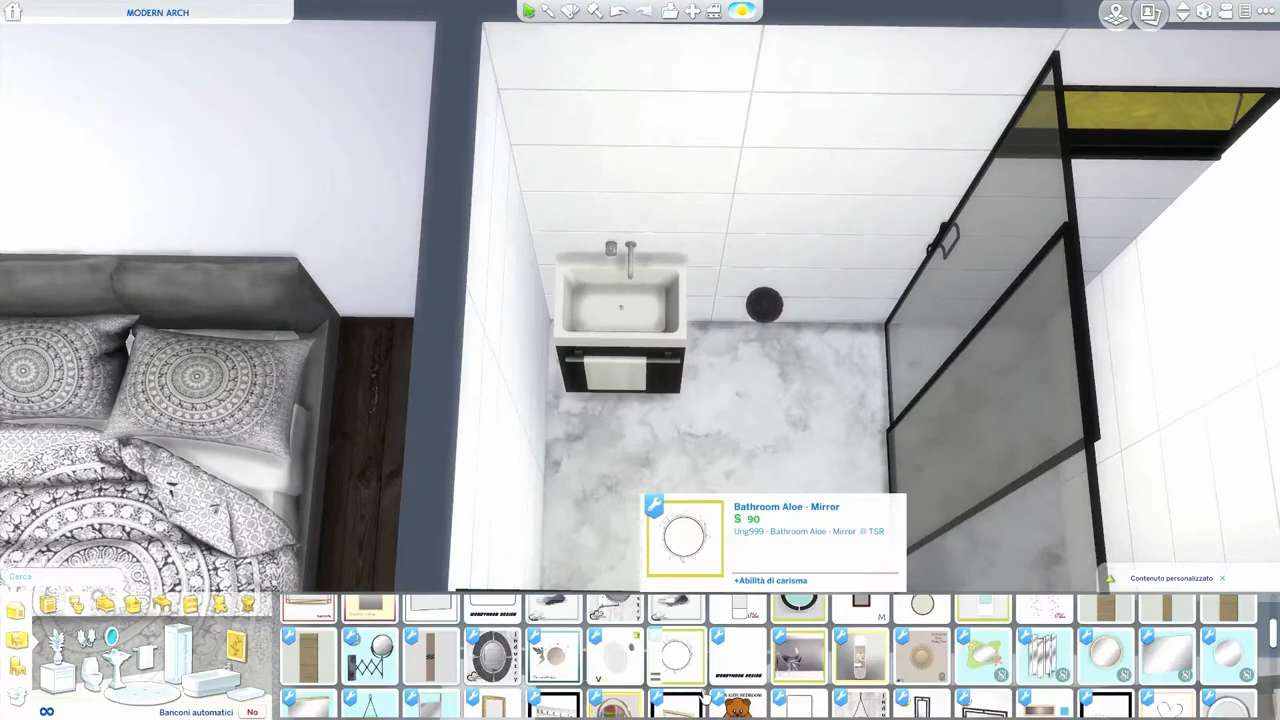 MODERN ARCH
Bathroom Aloe - Mirror
S 90
Ung999 - Bathroom Aloe - Mirror @ TSR
+Abilità di carisma
Cerca
Contenuto personalizzato
Banconi automatici
No